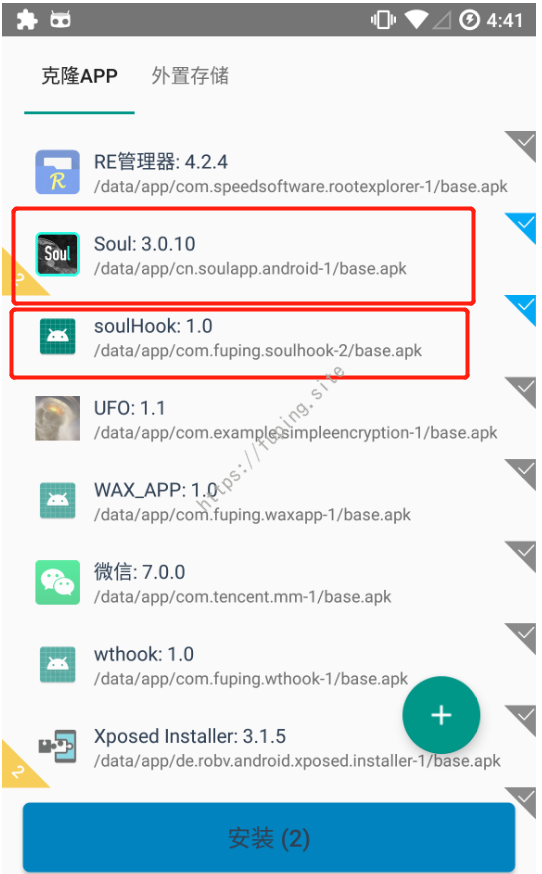 4:41
克隆APP
外置存储
RE管理器: 4.2.4
/data/app/com.speedsoftware.rootexplorer-1/base.apk
Soul
Soul: 3.0.10
/data/app/cn.soulapp.android-1/base.apk
2
soulHook: 1.0
/data/app/com.fuping.soulhook-2/base.apk
UFO: 1.1
/data/app/com.example.simpleencryption-1/base.apk
https://fuping.site
WAX_APP: 1.0
/data/app/com.fuping.waxapp-1/base.apk
微信: 7.0.0
/data/app/com.tencent.mm-1/base.apk
wthook: 1.0
/data/app/com.fuping.wthook-1/base.apk
Xposed Installer: 3.1.5
/data/app/de.robv.android.xposed.installer-1/base.apk
2
安装 (2)